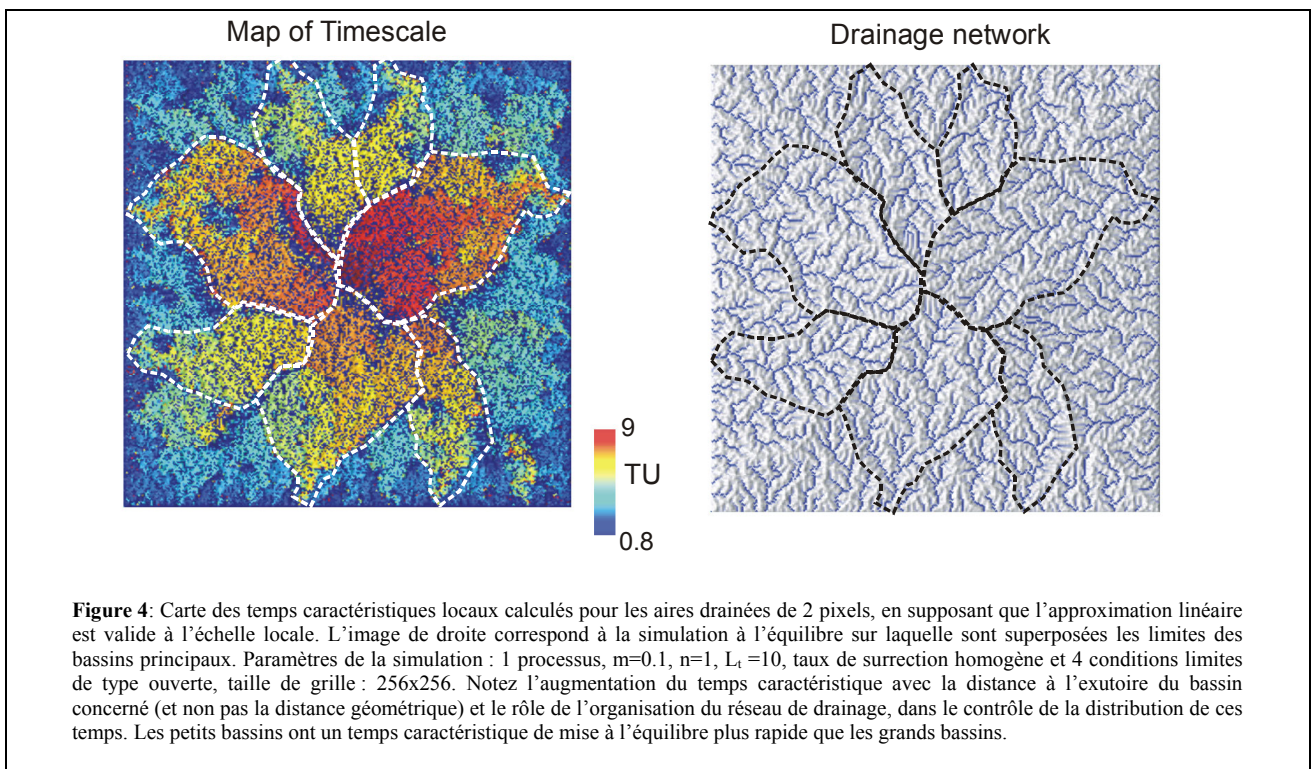 Map of Timescale
Drainage network
9
TU
0.8
Figure 4: Carte des temps caractéristiques locaux calculés pour les aires drainées de 2 pixels, en supposant que l'approximation linéaire
est valide à l'échelle locale. L'image de droite correspond à la simulation à l'équilibre sur laquelle sont superposées les limites des
bassins principaux. Paramètres de la simulation : 1 processus, m=0.1, n=1, Lt =10, taux de surrection homogène et 4 conditions limites
de type ouverte, taille de grille : 256x256. Notez l'augmentation du temps caractéristique avec la distance à l'exutoire du bassin
concerné (et non pas la distance géométrique) et le rôle de l'organisation du réseau de drainage, dans le contrôle de la distribution de ces
temps. Les petits bassins ont un temps caractéristique de mise à l'équilibre plus rapide que les grands bassins.